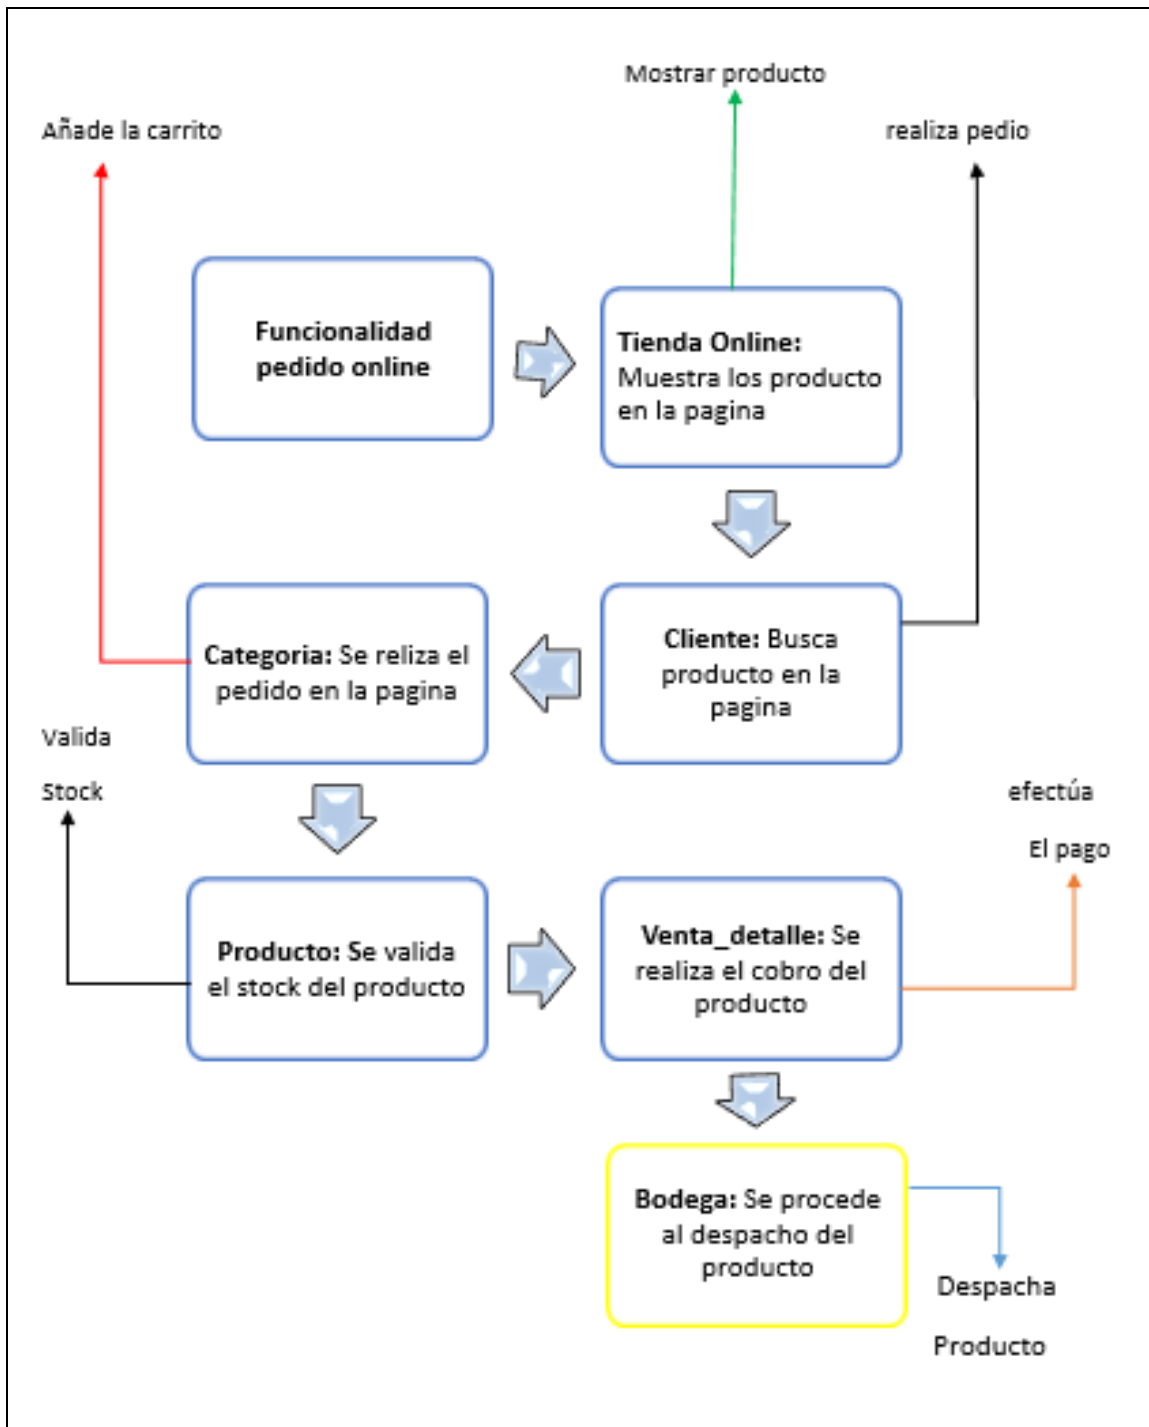 Mostrar producto
Añade la carrito
realiza pedio
Funcionalidad
pedido online
Tienda Online:
Muestra los producto
en la pagina
Categoria: Se reliza el
pedido en la pagina
Cliente: Busca
producto en la
pagina
Valida
Stock
efectúa
El pago
Producto: Se valida
el stock del producto
Venta_detalle: Se
realiza el cobro del
producto
Bodega: Se procede
al despacho del
producto
Despacha
Producto